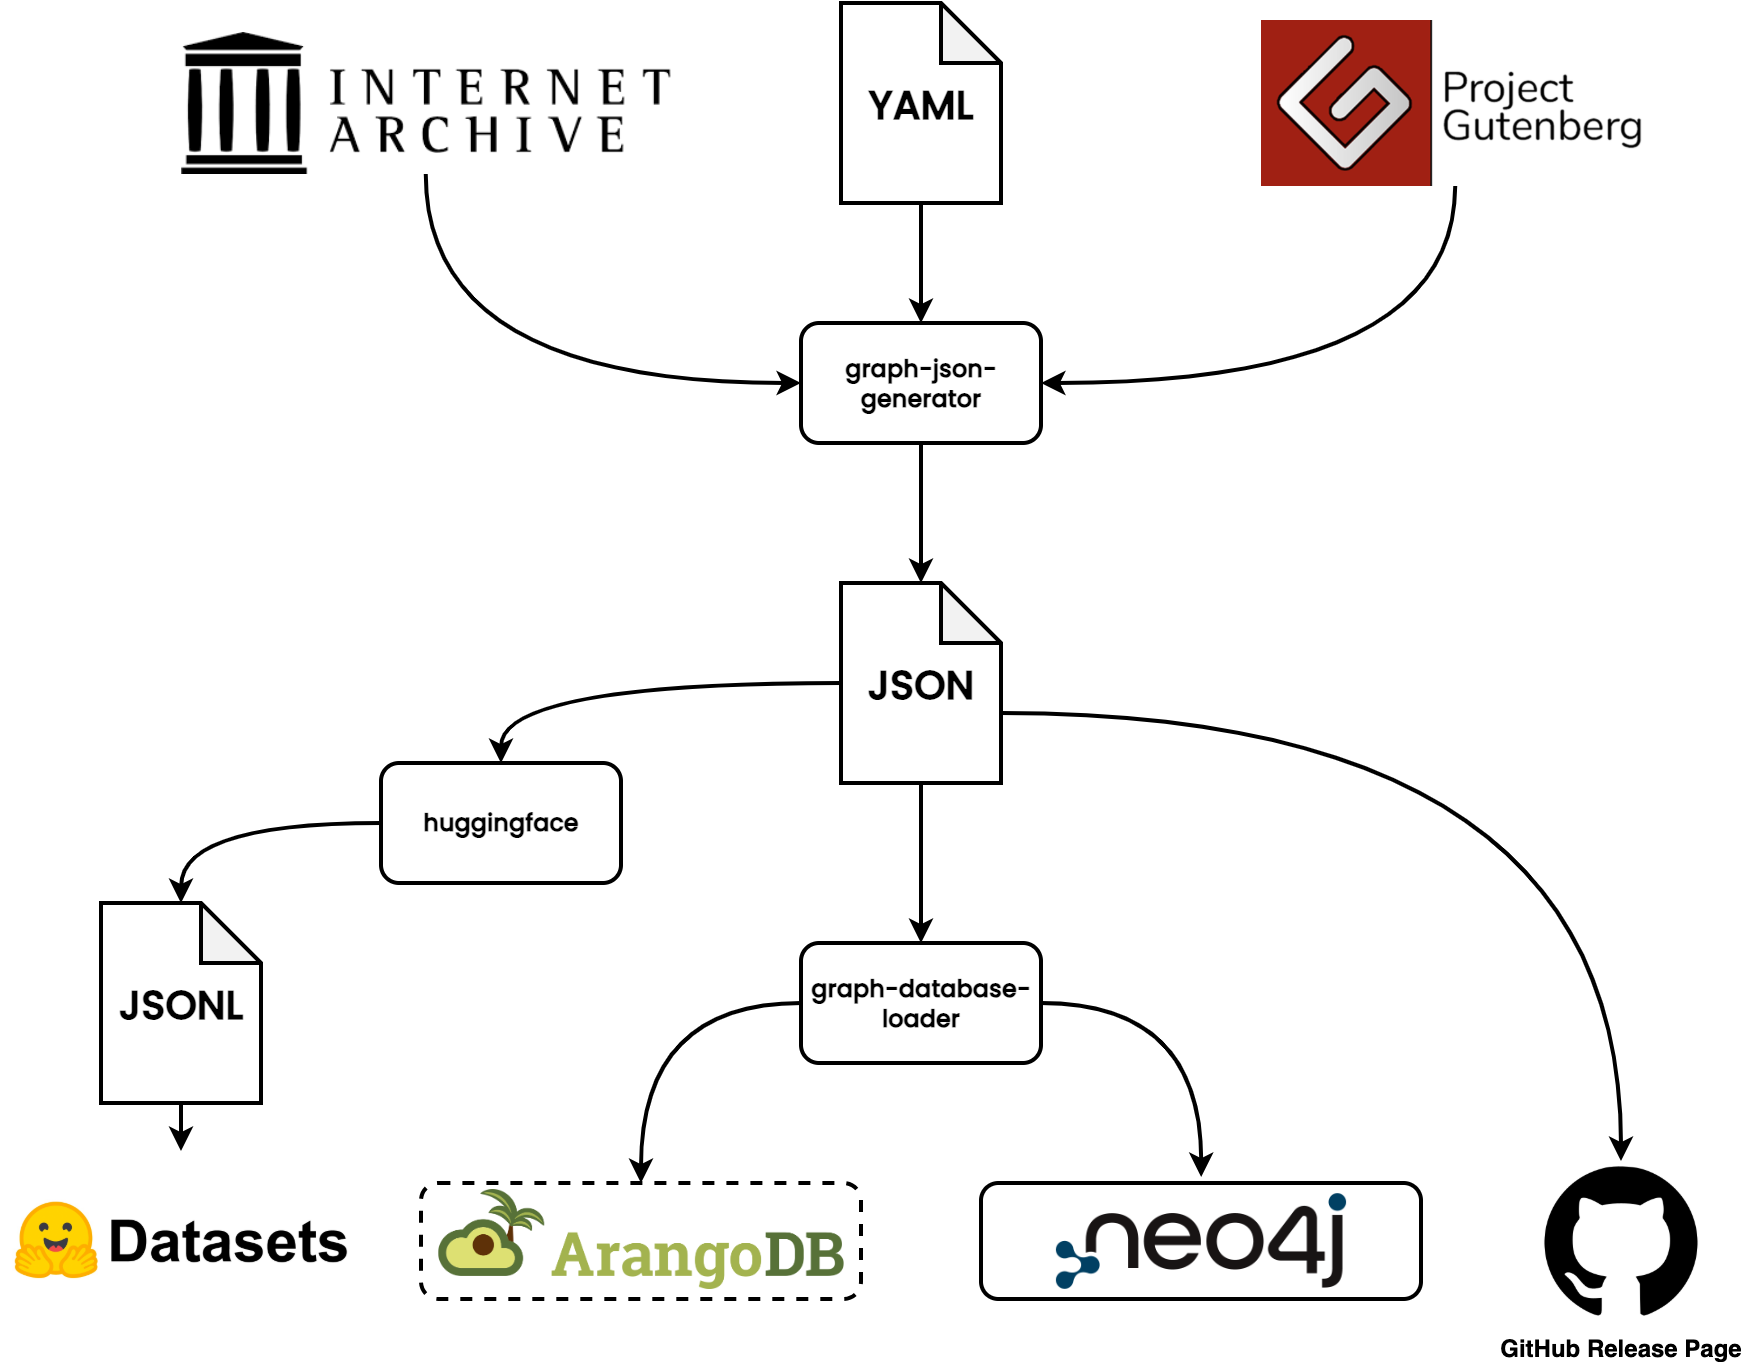 INTERNET
ARCHIVE
YAML
Project
Gutenberg
graph-json-
generator
JSON
huggingface
JSONL
graph-database-
loader
Datasets
ArangoDB
neo4j
GitHub Release Page